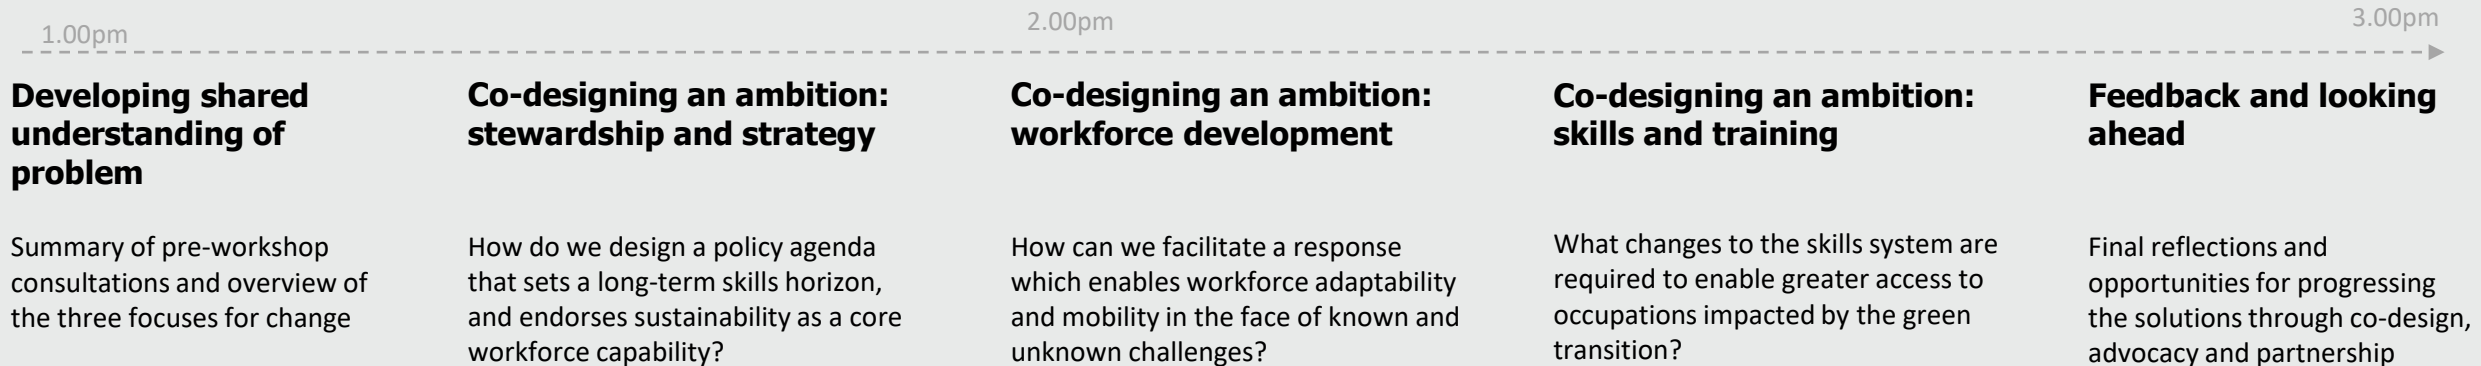 1.00pm
2.00pm
3.00pm
Developing shared
understanding of
problem
Summary of pre-workshop
consultations and overview of
the three focuses for change
Co-designing an ambition:
stewardship and strategy
How do we design a policy agenda
that sets a long-term skills horizon,
and endorses sustainability as a core
workforce capability?
Co-designing an ambition:
workforce development
How can we facilitate a response
which enables workforce adaptability
and mobility in the face of known and
unknown challenges?
Co-designing an ambition:
skills and training
What changes to the skills system are
required to enable greater access to
occupations impacted by the green
transition?
Feedback and looking
ahead
Final reflections and
opportunities for progressing
the solutions through co-design,
advocacy and partnership